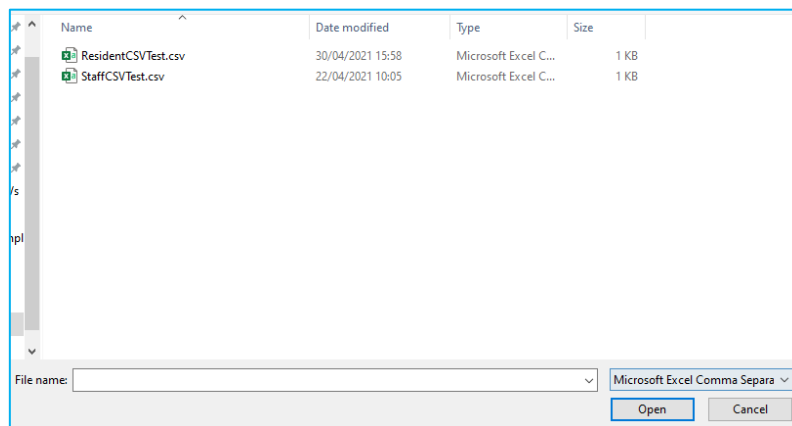 Name Date modified Type Size
ResidentCSVTest.csv 30/04/2021 15:58 Microsoft Excel C... 1 KB
StaffCSVTest.csv 22/04/2021 10:05 Microsoft Excel C... 1 KB
/s
npl
File name: Microsoft Excel Comma Separa
Open Cancel